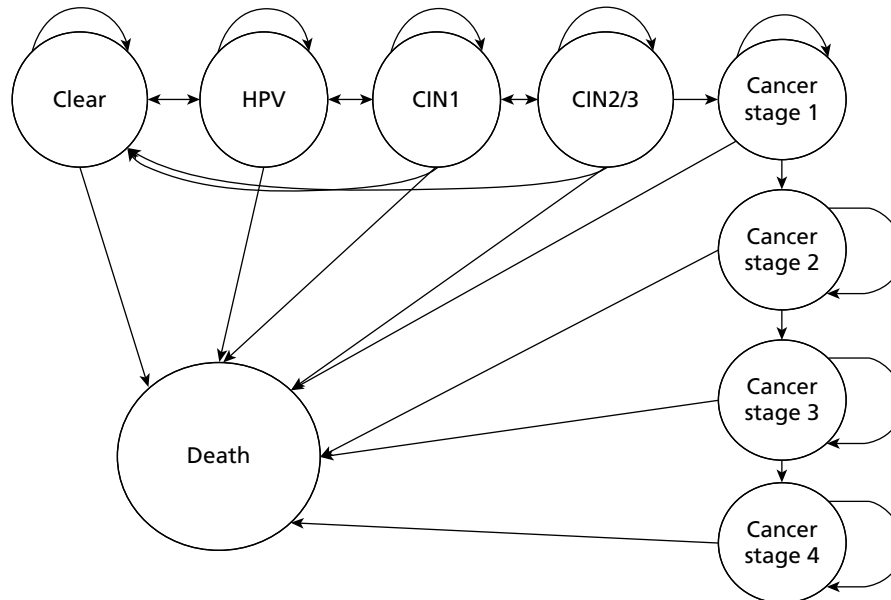 Clear
HPV
CIN1
CIN2/3
Cancer
stage 1
Cancer
stage 2
Cancer
stage 3
Death
Cancer
stage 4